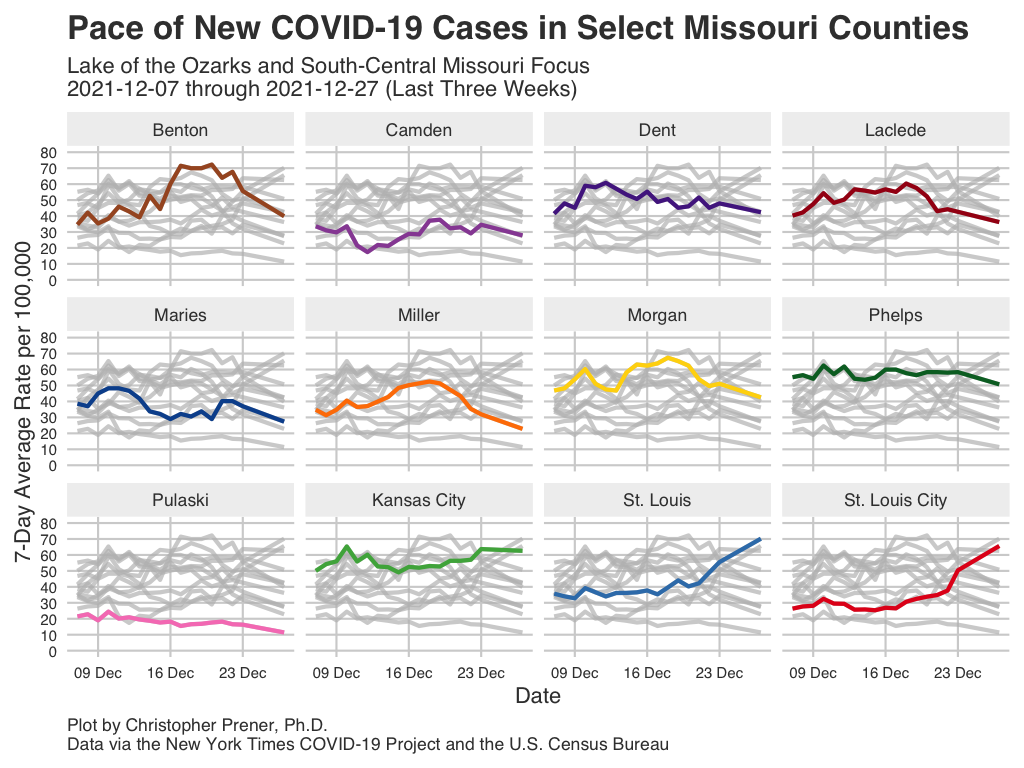 Pace of New COVID-19 Cases in Select Missouri Counties
Lake of the Ozarks and South-Central Missouri Focus
2021-12-07 through 2021-12-27 (Last Three Weeks)
Benton Camden Dent Laclede
80
70
60
50
40
30
20
10
0
Maries Miller Morgan Phelps
80
70
60
50
40
30
20
10
0
Pulaski Kansas City St. Louis St. Louis City
80
70
60
50
40
30
20
10
0
7-Day Average Rate per 100,000
09 Dec 16 Dec 23 Dec 09 Dec 16 Dec 23 Dec 09 Dec 16 Dec 23 Dec 09 Dec 16 Dec 23 Dec
Date
Plot by Christopher Prener, Ph.D.
Data via the New York Times COVID-19 Project and the U.S. Census Bureau